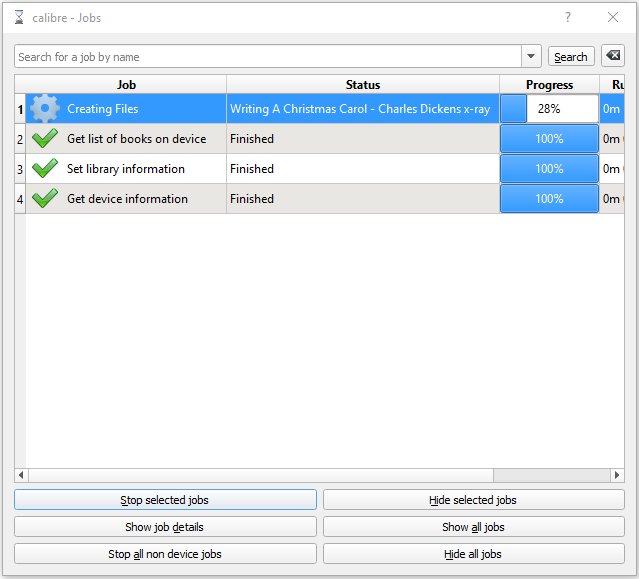 calibre - Jobs
Search for a job by name
Search
Job Status Progress Ru
1 Creating Files Writing A Christmas Carol - Charles Dickens x-ray 28% 0m
2 Get list of books on device Finished 100% 0m
3 Set library information Finished 100% 0m
4 Get device information Finished 100% 0m
Stop selected jobs Hide selected jobs
Show job details Show all jobs
Stop all non device jobs Hide all jobs